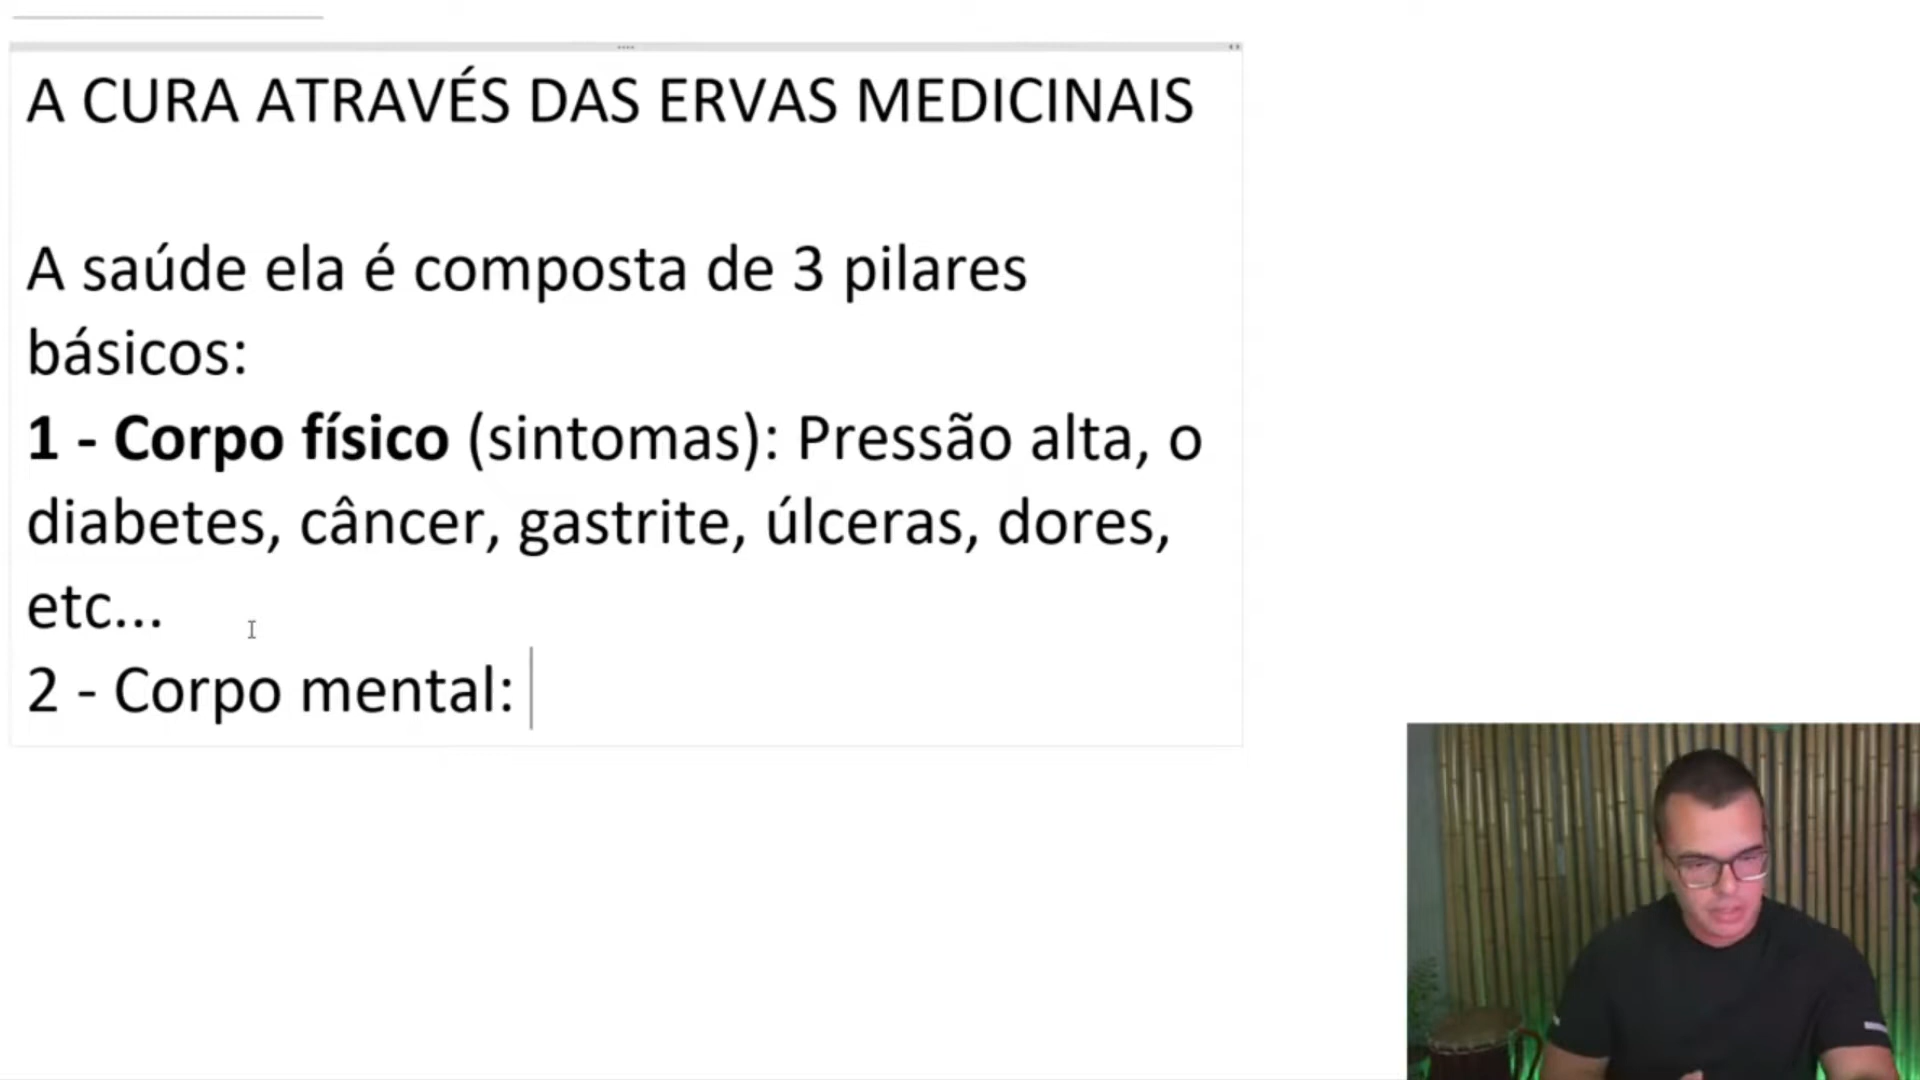 A CURA ATRAVÉS DAS ERVAS MEDICINAIS
A saúde ela é composta de 3 pilares
básicos:
1 - Corpo físico (sintomas): Pressão alta, o
diabetes, câncer, gastrite, úlceras, dores,
etc...
2 - Corpo mental: